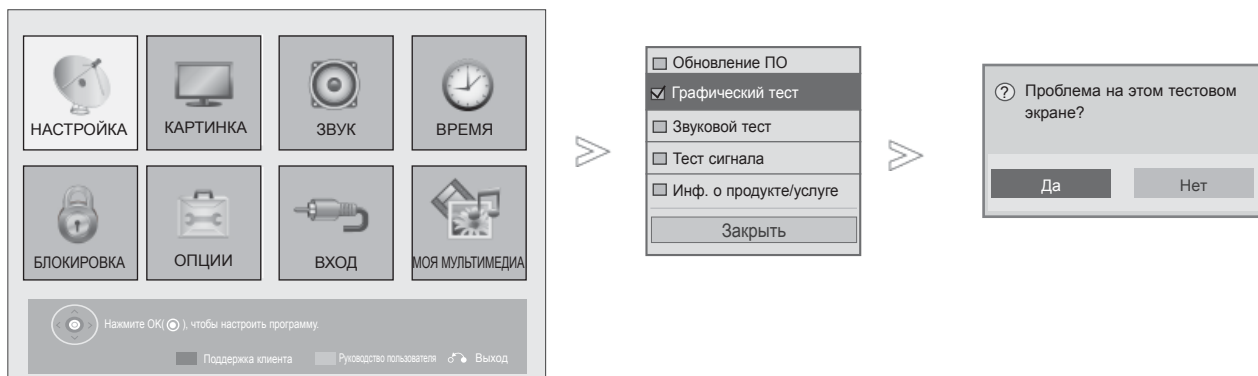 НАСТРОЙКА
КАРТИНКА
ЗВУК
ВРЕМЯ
БЛОКИРОВКА
ОПЦИИ
ВХОД
МОЯ МУЛЬТИМЕДИА
Нажмите OK( ), чтобы настроить программу.
Поддержка клиента
Руководство пользователя
Выход
Обновление ПО
Графический тест
Звуковой тест
Тест сигнала
Инф. о продукте/услуге
Закрыть
? Проблема на этом тестовом
экране?
Да
Нет